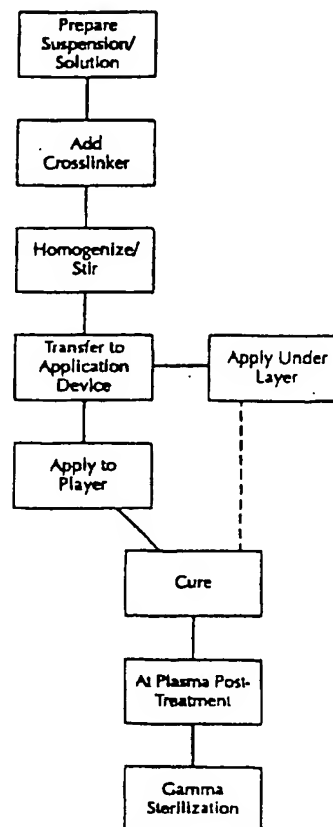 Prepare
Suspension/
Solution
Add
Crosslinker
Homogenize/
Stir
Transfer to
Application
Device
Apply Under
Layer
Apply to
Player
Cure
At Plasma Post-
Treatment
Gamma
Sterilization